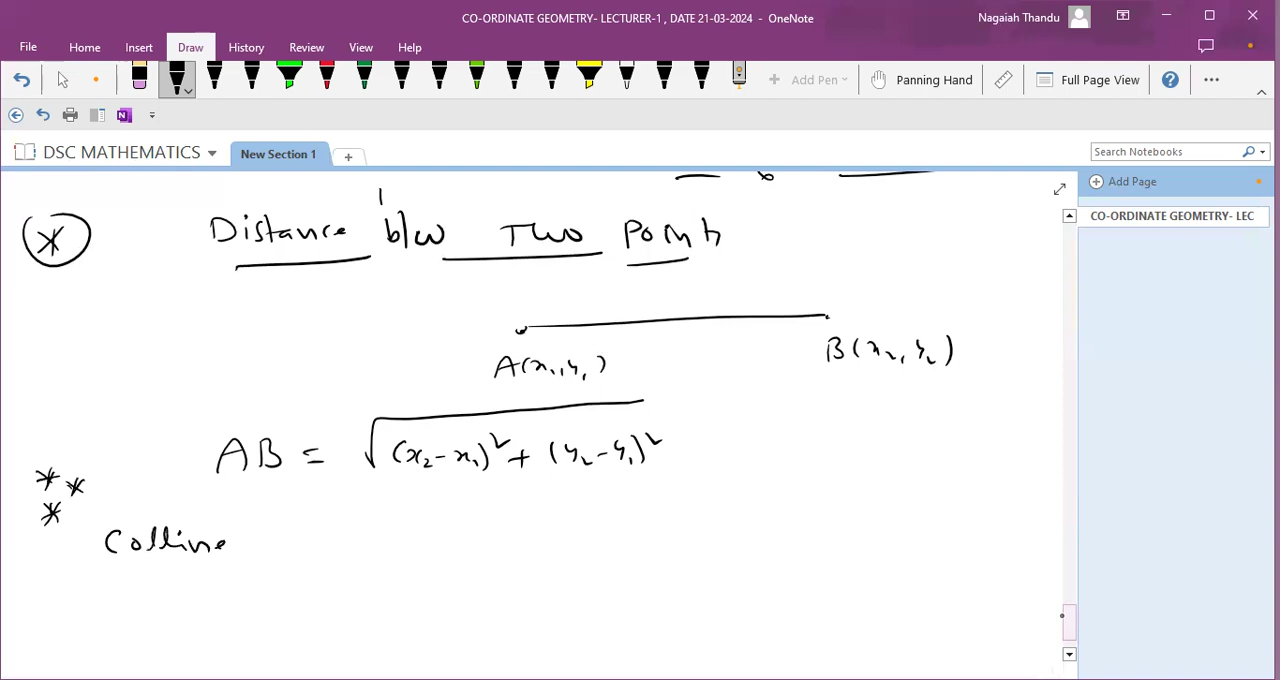 CO-ORDINATE GEOMETRY- LECTURER-1 , DATE 21-03-2024 - OneNote
Nagaiah Thandu
File Home Insert Draw History Review View Help
Add Pen
Panning Hand
Full Page View
DSC MATHEMATICS
New Section 1
Search Notebooks
Add Page
CO-ORDINATE GEOMETRY- LEC
Distance b/w Two Points
A(x₁, y₁)
B(x₂, y₂)
AB = √(x₂-x₁)² + (y₂-y₁)²
Colline